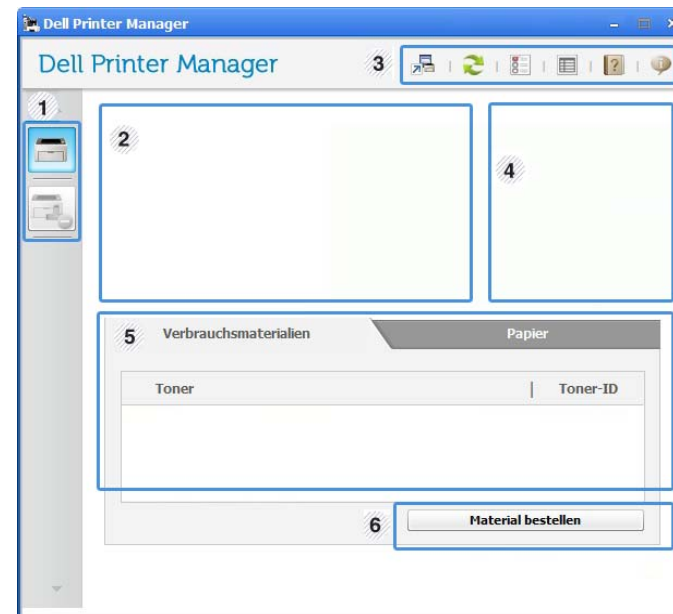 Dell Printer Manager
Dell Printer Manager
3
1
2
4
5 Verbrauchsmaterialien Papier
Toner | Toner-ID
6 Material bestellen